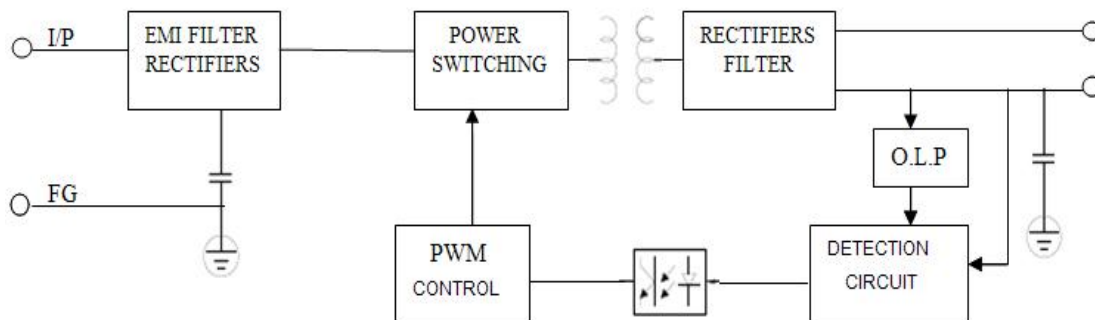 I/P
EMI FILTER
RECTIFIERS
POWER
SWITCHING
RECTIFIERS
FILTER
O.L.P
FG
PWM
CONTROL
DETECTION
CIRCUIT